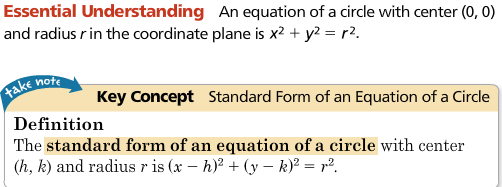 Essential Understanding An equation of a circle with center (0, 0)
and radius r in the coordinate plane is x² + y² = r².
take note
Key Concept Standard Form of an Equation of a Circle
Definition
The standard form of an equation of a circle with center
(h, k) and radius r is (x − h)² + (y − k)² = r².